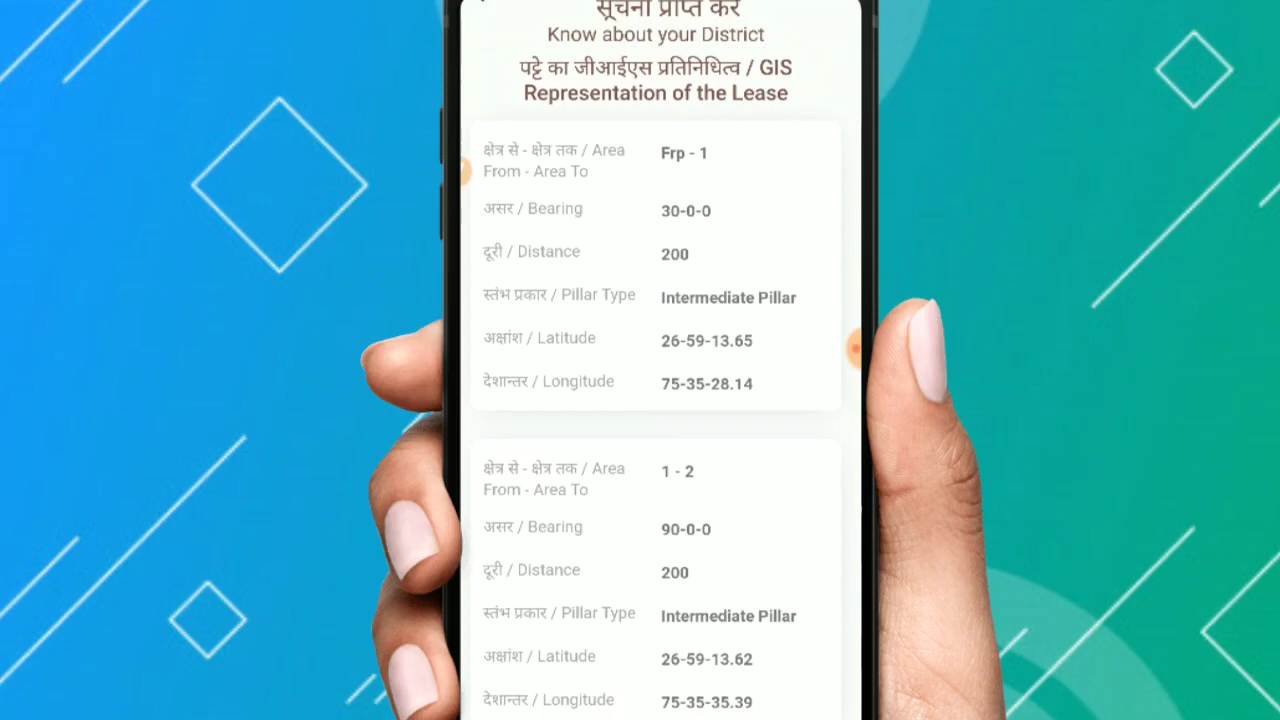 सूचना प्राप्त करें
Know about your District
पट्टे का जीआईएस प्रतिनिधित्व / GIS
Representation of the Lease
क्षेत्र से - क्षेत्र तक / Area
From - Area To
Frp - 1
असर / Bearing
30-0-0
दूरी / Distance
200
स्तंभ प्रकार / Pillar Type
Intermediate Pillar
अक्षांश / Latitude
26-59-13.65
देशान्तर / Longitude
75-35-28.14
क्षेत्र से - क्षेत्र तक / Area
From - Area To
1 - 2
असर / Bearing
90-0-0
दूरी / Distance
200
स्तंभ प्रकार / Pillar Type
Intermediate Pillar
अक्षांश / Latitude
26-59-13.62
देशान्तर / Longitude
75-35-35.39